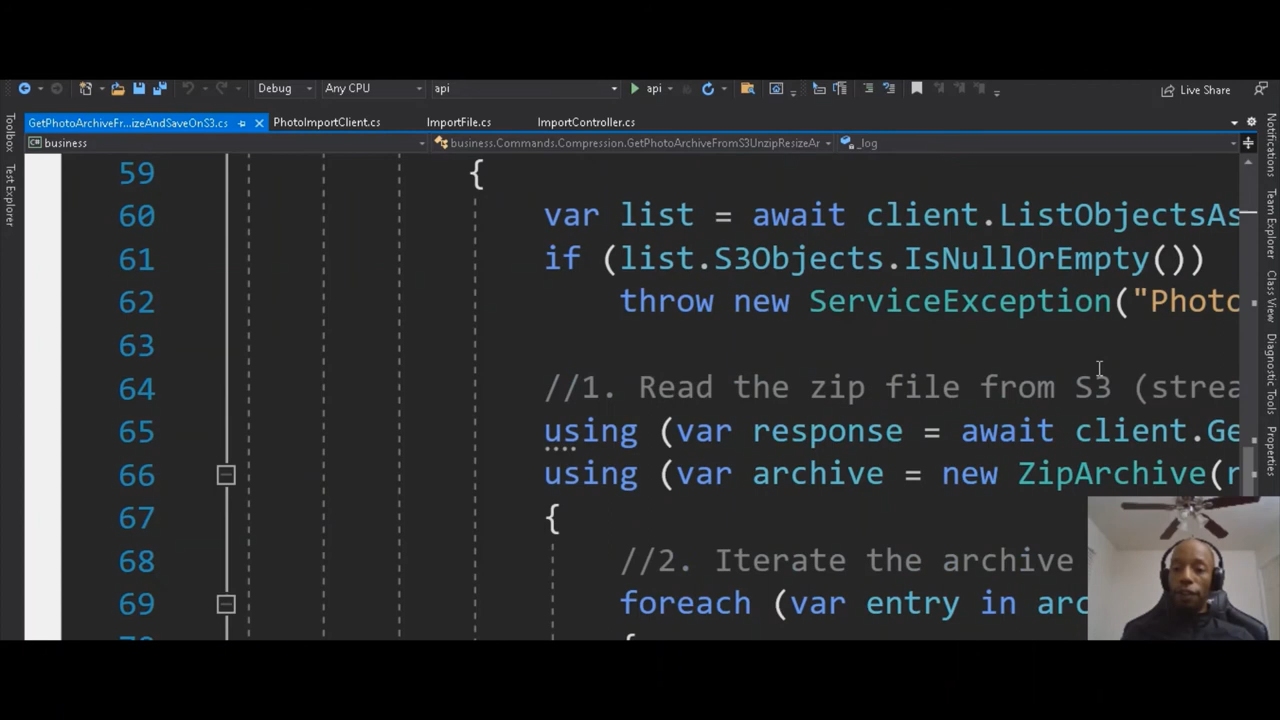 Debug
Any CPU
api
api
Live Share
GetPhotoArchiveFr...izeAndSaveOnS3.cs
PhotoImportClient.cs
ImportFile.cs
ImportController.cs
business
business.Commands.Compression.GetPhotoArchiveFromS3UnzipResizeAr
_log
Toolbox
Test Explorer
59 {
60 var list = await client.ListObjectsAs
61 if (list.S3Objects.IsNullOrEmpty())
62 throw new ServiceException("Photo
63
64 //1. Read the zip file from S3 (strea
65 using (var response = await client.Ge
66 using (var archive = new ZipArchive(r
67 {
68 //2. Iterate the archive
69 foreach (var entry in arc
Notifications
Team Explorer
Class View
Diagnostic Tools
Properties